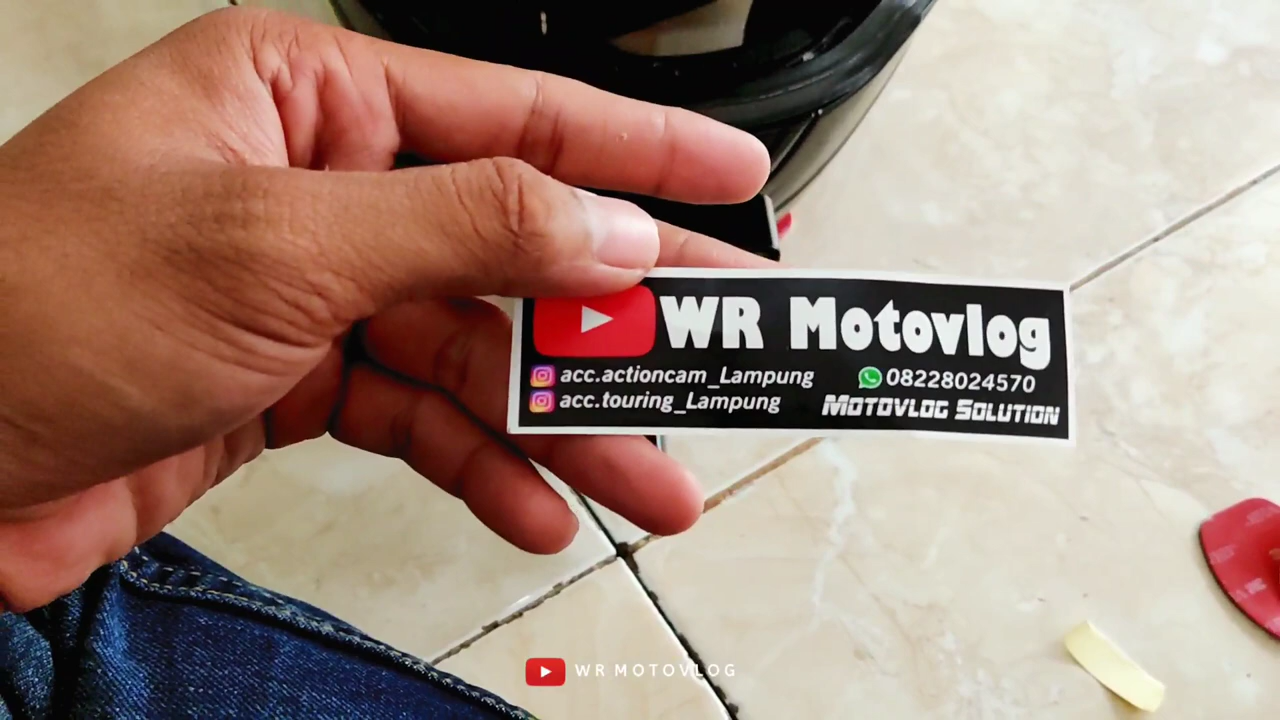 WR Motovlog
acc.actioncam_Lampung
08228024570
acc.touring_Lampung
MOTOVLOG SOLUTION
WR MOTOVLOG